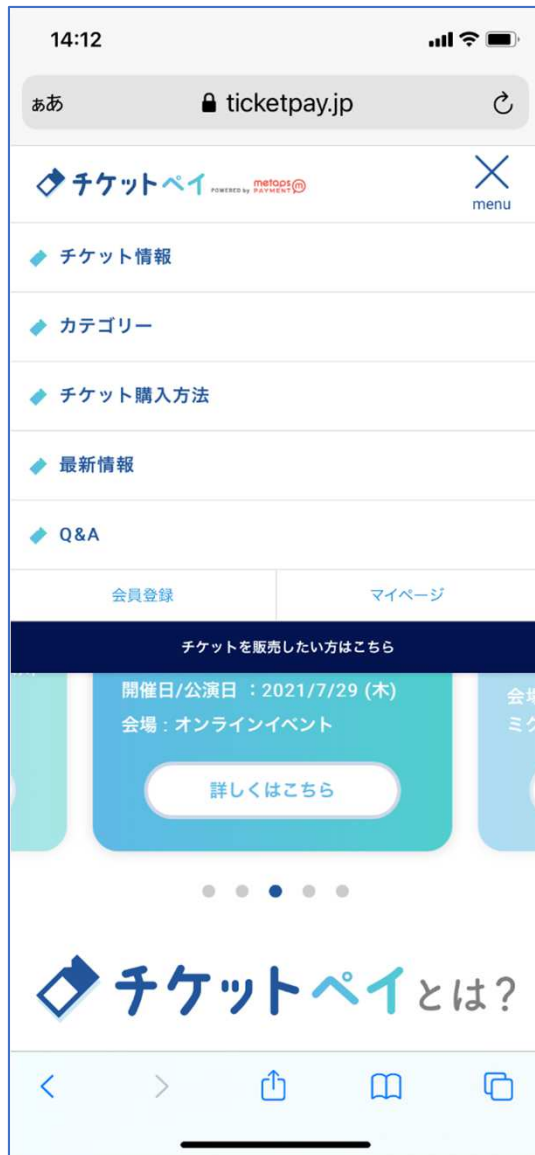 14:12
ぁあ ticketpay.jp
チケットペイ POWERED by metaps PAYMENT
menu
チケット情報
カテゴリー
チケット購入方法
最新情報
Q&A
会員登録 マイページ
チケットを販売したい方はこちら
開催日/公演日 : 2021/7/29 (木)
会場 : オンラインイベント
詳しくはこちら
チケットペイとは?